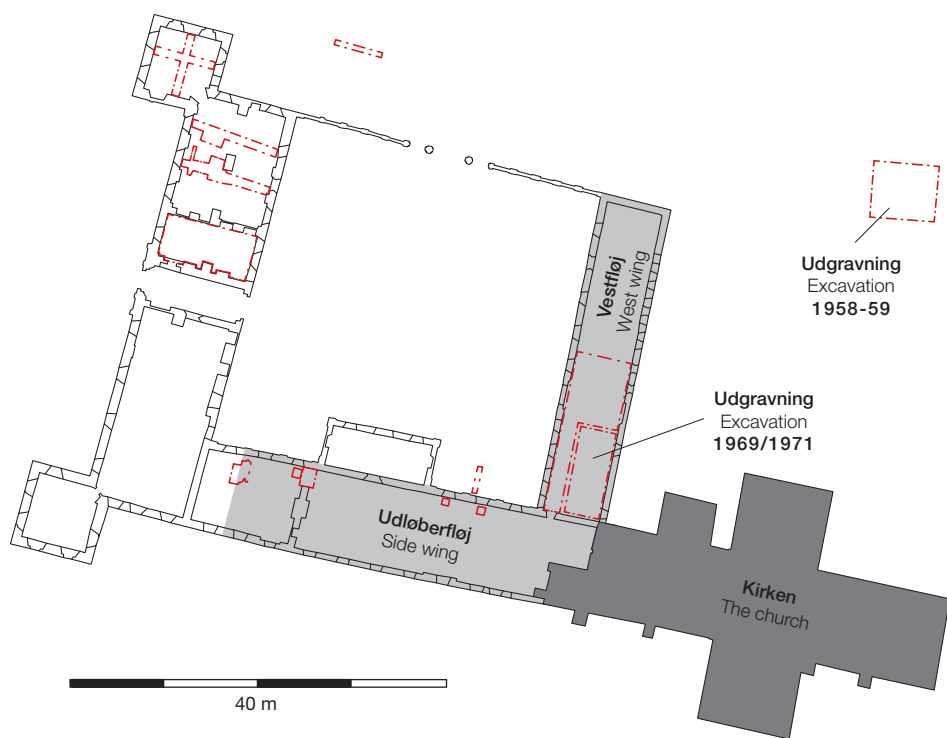 Vestfløj
West wing
Udgravning
Excavation
1958-59
Udgravning
Excavation
1969/1971
Udløberfløj
Side wing
Kirken
The church
40 m